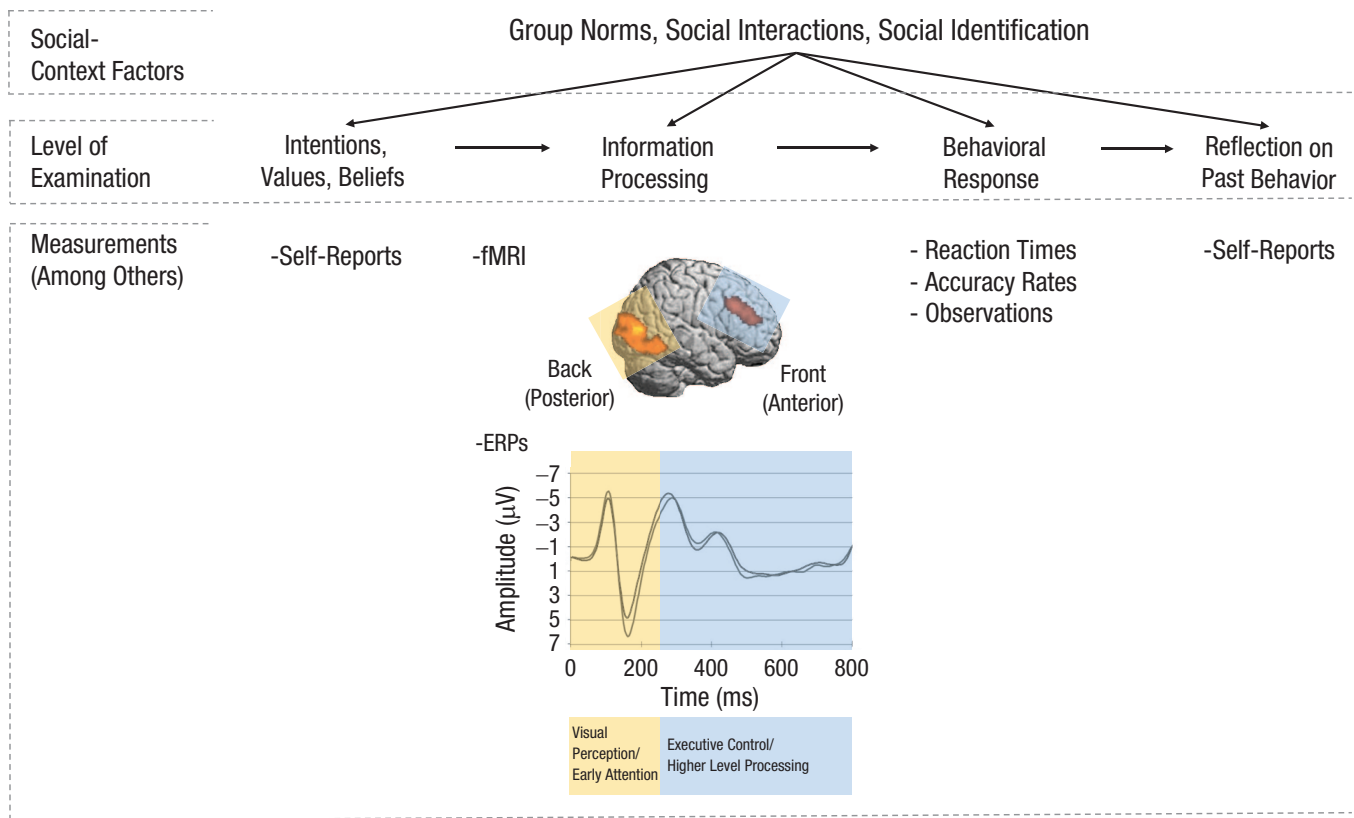 Social-
Context Factors
Group Norms, Social Interactions, Social Identification
Level of
Examination
Intentions,
Values, Beliefs
Information
Processing
Behavioral
Response
Reflection on
Past Behavior
Measurements
(Among Others)
-Self-Reports
-fMRI
Back
(Posterior)
Front
(Anterior)
-ERPs
Amplitude (μV)
–7
–5
–3
–1
1
3
5
7
0 200 400 600 800
Time (ms)
Visual
Perception/
Early Attention
Executive Control/
Higher Level Processing
- Reaction Times
- Accuracy Rates
- Observations
-Self-Reports